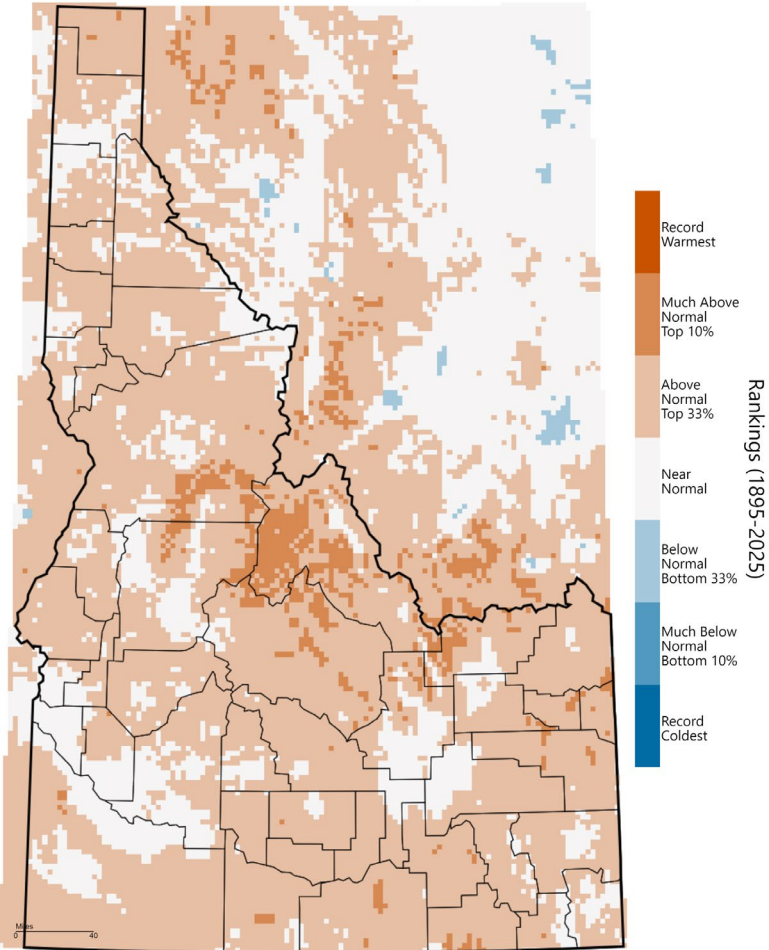 Record
Warmest
Much Above
Normal
Top 10%
Above
Normal
Top 33%
Near
Normal
Below
Normal
Bottom 33%
Much Below
Normal
Bottom 10%
Record
Coldest
Rankings (1895-2025)
Miles
0 40